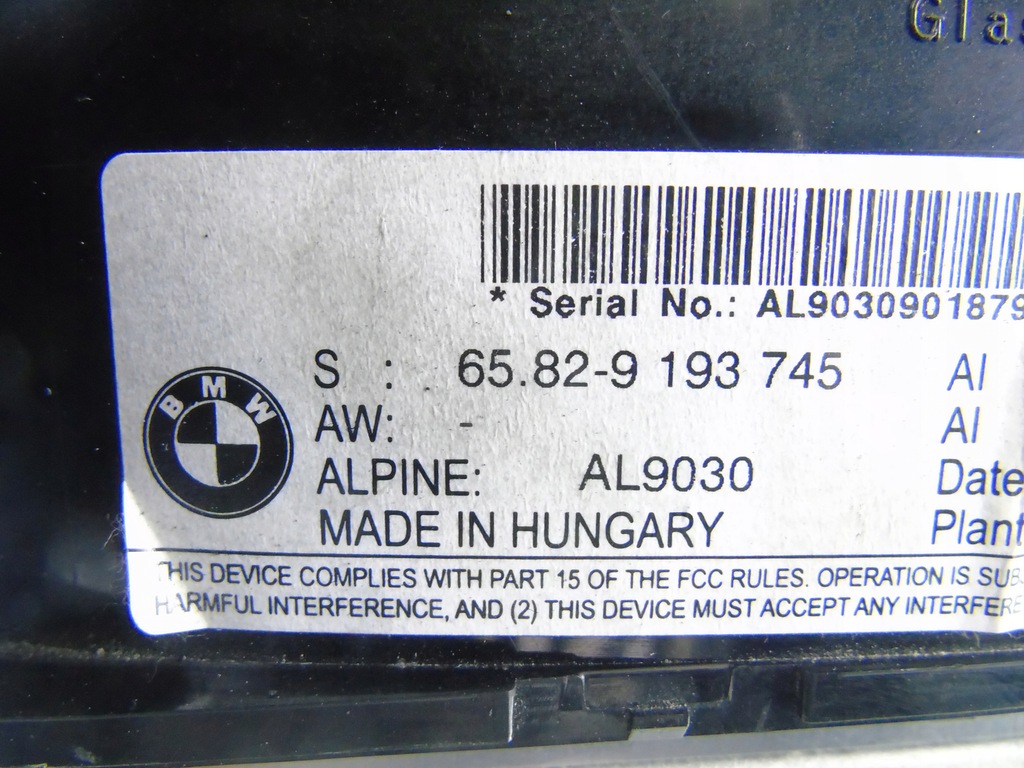 Glas
* Serial No.: AL9030901879
S : 65.82-9 193 745 AI
AW: - AI
ALPINE: AL9030 Date
MADE IN HUNGARY Plant
BMW
THIS DEVICE COMPLIES WITH PART 15 OF THE FCC RULES. OPERATION IS SUBS
HARMFUL INTERFERENCE, AND (2) THIS DEVICE MUST ACCEPT ANY INTERFERE